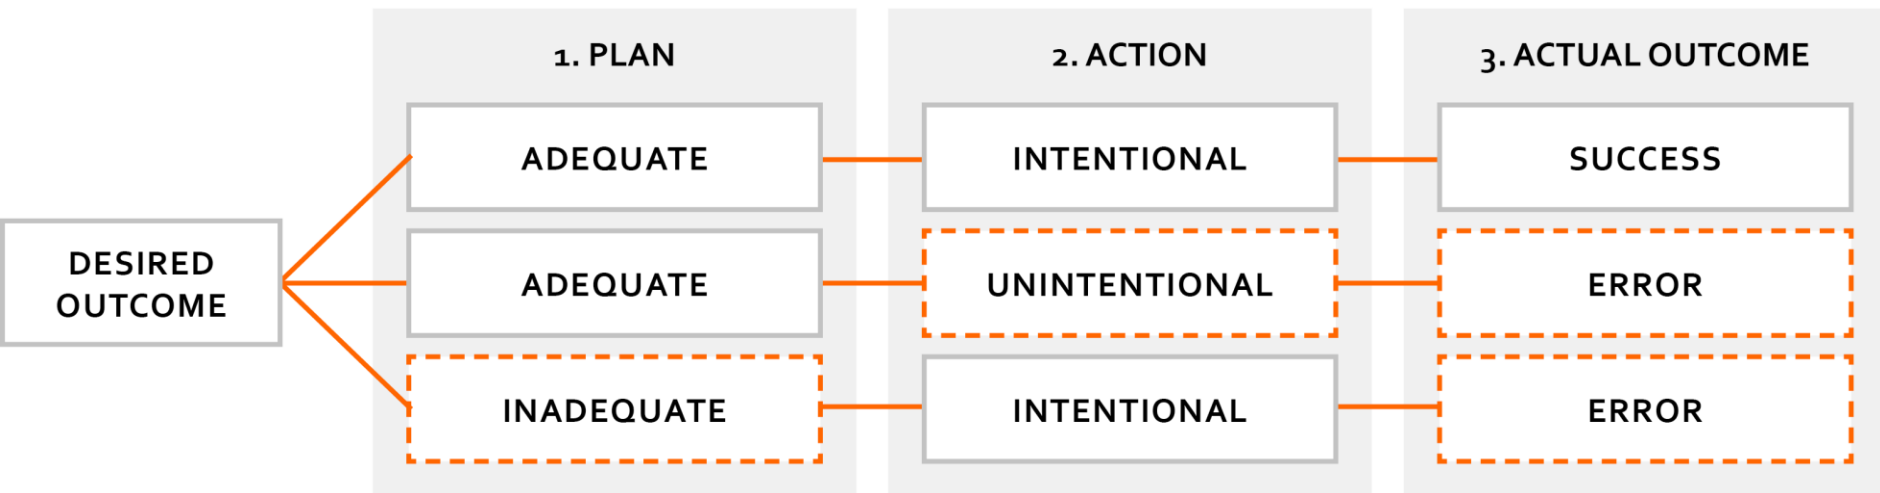 1. PLAN
2. ACTION
3. ACTUAL OUTCOME
ADEQUATE
INTENTIONAL
SUCCESS
DESIRED
OUTCOME
ADEQUATE
UNINTENTIONAL
ERROR
INADEQUATE
INTENTIONAL
ERROR